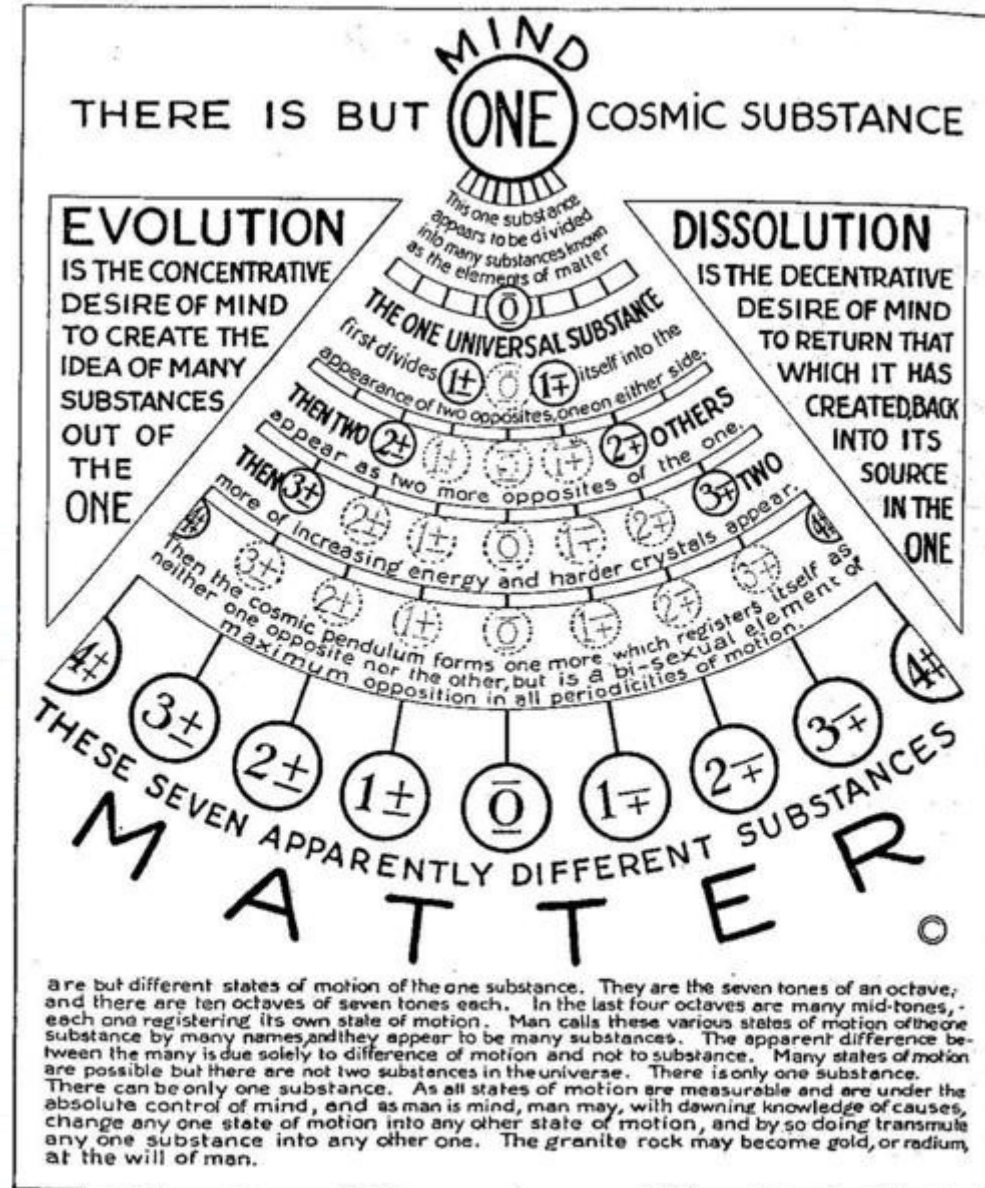 MIND
THERE IS BUT ONE COSMIC SUBSTANCE
This one substance
appears to be divided
into many substances, known
as the elements of matter
EVOLUTION
IS THE CONCENTRATIVE
DESIRE OF MIND
TO CREATE THE
IDEA OF MANY
SUBSTANCES
OUT OF
THE
ONE
DISSOLUTION
IS THE DECENTRATIVE
DESIRE OF MIND
TO RETURN THAT
WHICH IT HAS
CREATED, BACK
INTO ITS
SOURCE
IN THE
ONE
0
THE ONE UNIVERSAL SUBSTANCE
first divides 1± 0 1∓ itself into the
appearance of two opposites, one on either side.
THEN TWO 2± 1± 0 1∓ 2∓ OTHERS
appear as two more opposites of the one.
THEN 3± 2± 1± 0 1∓ 2∓ 3∓ TWO
more of increasing energy and harder crystals appear.
4± 3± 2± 1± 0 1∓ 2∓ 3∓ 4±
Then the cosmic pendulum forms one more which registers itself as
neither one opposite nor the other, but is a bi-sexual element of
maximum opposition in all periodicities of motion.
4± 3± 2± 1± 0 1∓ 2∓ 3∓ 4±
THESE SEVEN APPARENTLY DIFFERENT SUBSTANCES
MATTER
©
are but different states of motion of the one substance. They are the seven tones of an octave,
and there are ten octaves of seven tones each. In the last four octaves are many mid-tones, -
each one registering its own state of motion. Man calls these various states of motion of the one
substance by many names, and they appear to be many substances. The apparent difference be-
tween the many is due solely to difference of motion and not to substance. Many states of motion
are possible but there are not two substances in the universe. There is only one substance.
There can be only one substance. As all states of motion are measurable and are under the
absolute control of mind, and as man is mind, man may, with dawning knowledge of causes,
change any one state of motion into any other state of motion, and by so doing transmute
any one substance into any other one. The granite rock may become gold, or radium,
at the will of man.